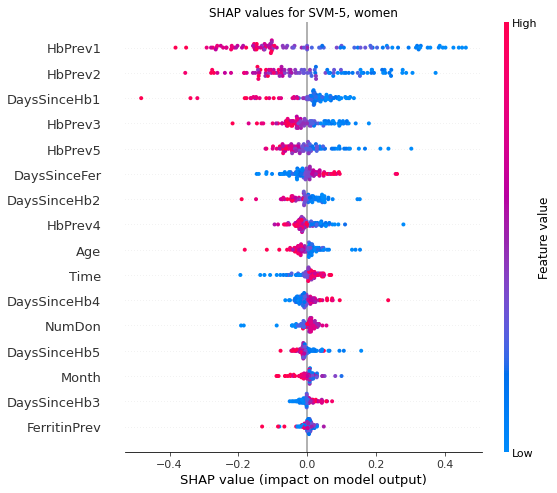 SHAP values for SVM-5, women
High
HbPrev1
HbPrev2
DaysSinceHb1
HbPrev3
HbPrev5
DaysSinceFer
DaysSinceHb2
HbPrev4
Age
Time
DaysSinceHb4
NumDon
DaysSinceHb5
Month
DaysSinceHb3
FerritinPrev
Feature value
Low
−0.4 −0.2 0.0 0.2 0.4
SHAP value (impact on model output)